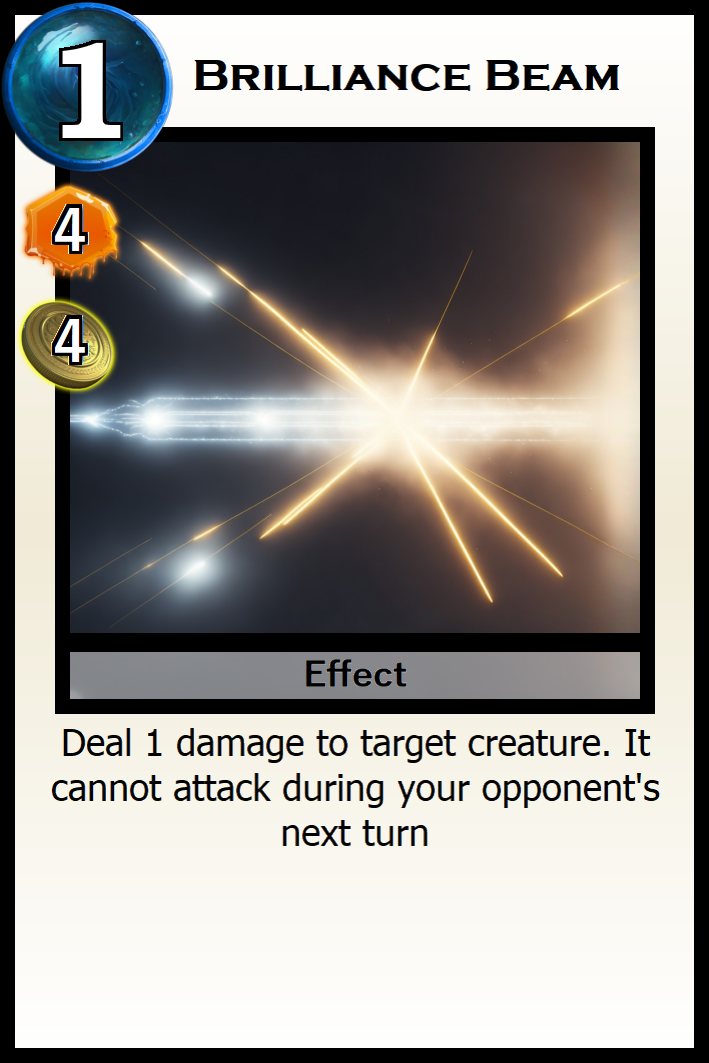 1
Brilliance Beam
4
4
Effect
Deal 1 damage to target creature. It
cannot attack during your opponent's
next turn